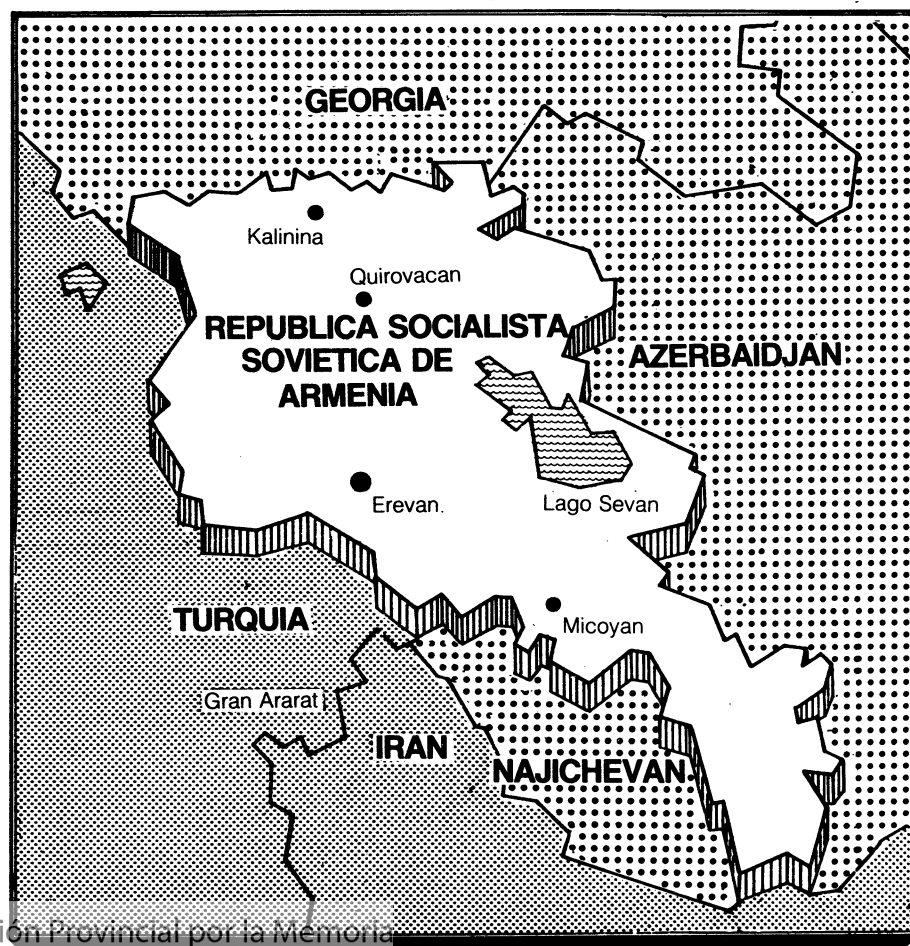 GEORGIA
Kalinina
Quirovacan
REPUBLICA SOCIALISTA
SOVIETICA DE
ARMENIA
AZERBAIDJAN
Erevan.
Lago Sevan
TURQUIA
Micoyan
Gran Ararat
IRAN
NAJICHEVAN
ón Provincial por la Memoria